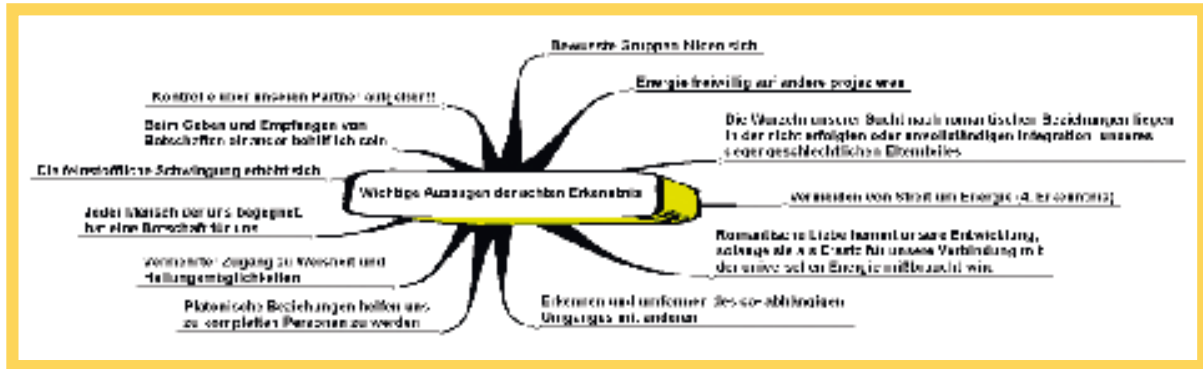 Bewusste Gruppen bilden sich
Energie freiwillig auf andere projizieren
Kontrolle über unseren Partner aufgeben!!
Die Wurzeln unserer Sucht nach romantischen Beziehungen liegen
in der nicht erfolgten oder unvollständigen Integration unseres
gegengeschlechtlichen Elternteiles
Beim Geben und Empfangen von
Botschaften einander behilflich sein
Die feinstoffliche Schwingung erhöht sich
Wichtige Aussagen der achten Erkenntnis
Vermeiden von Streit um Energie (4. Erkenntnis)
Jeder Mensch der uns begegnet,
hat eine Botschaft für uns
Romantische Liebe hemmt unsere Entwicklung,
solange sie als Ersatz für unsere Verbindung mit
der universellen Energie mißbraucht wird
Vermehrter Zugang zu Weisheit und
Heilungsmöglichkeiten
Platonische Beziehungen helfen uns
zu kompletten Personen zu werden
Erkennen und umformen des co-abhängigen
Umganges mit anderen